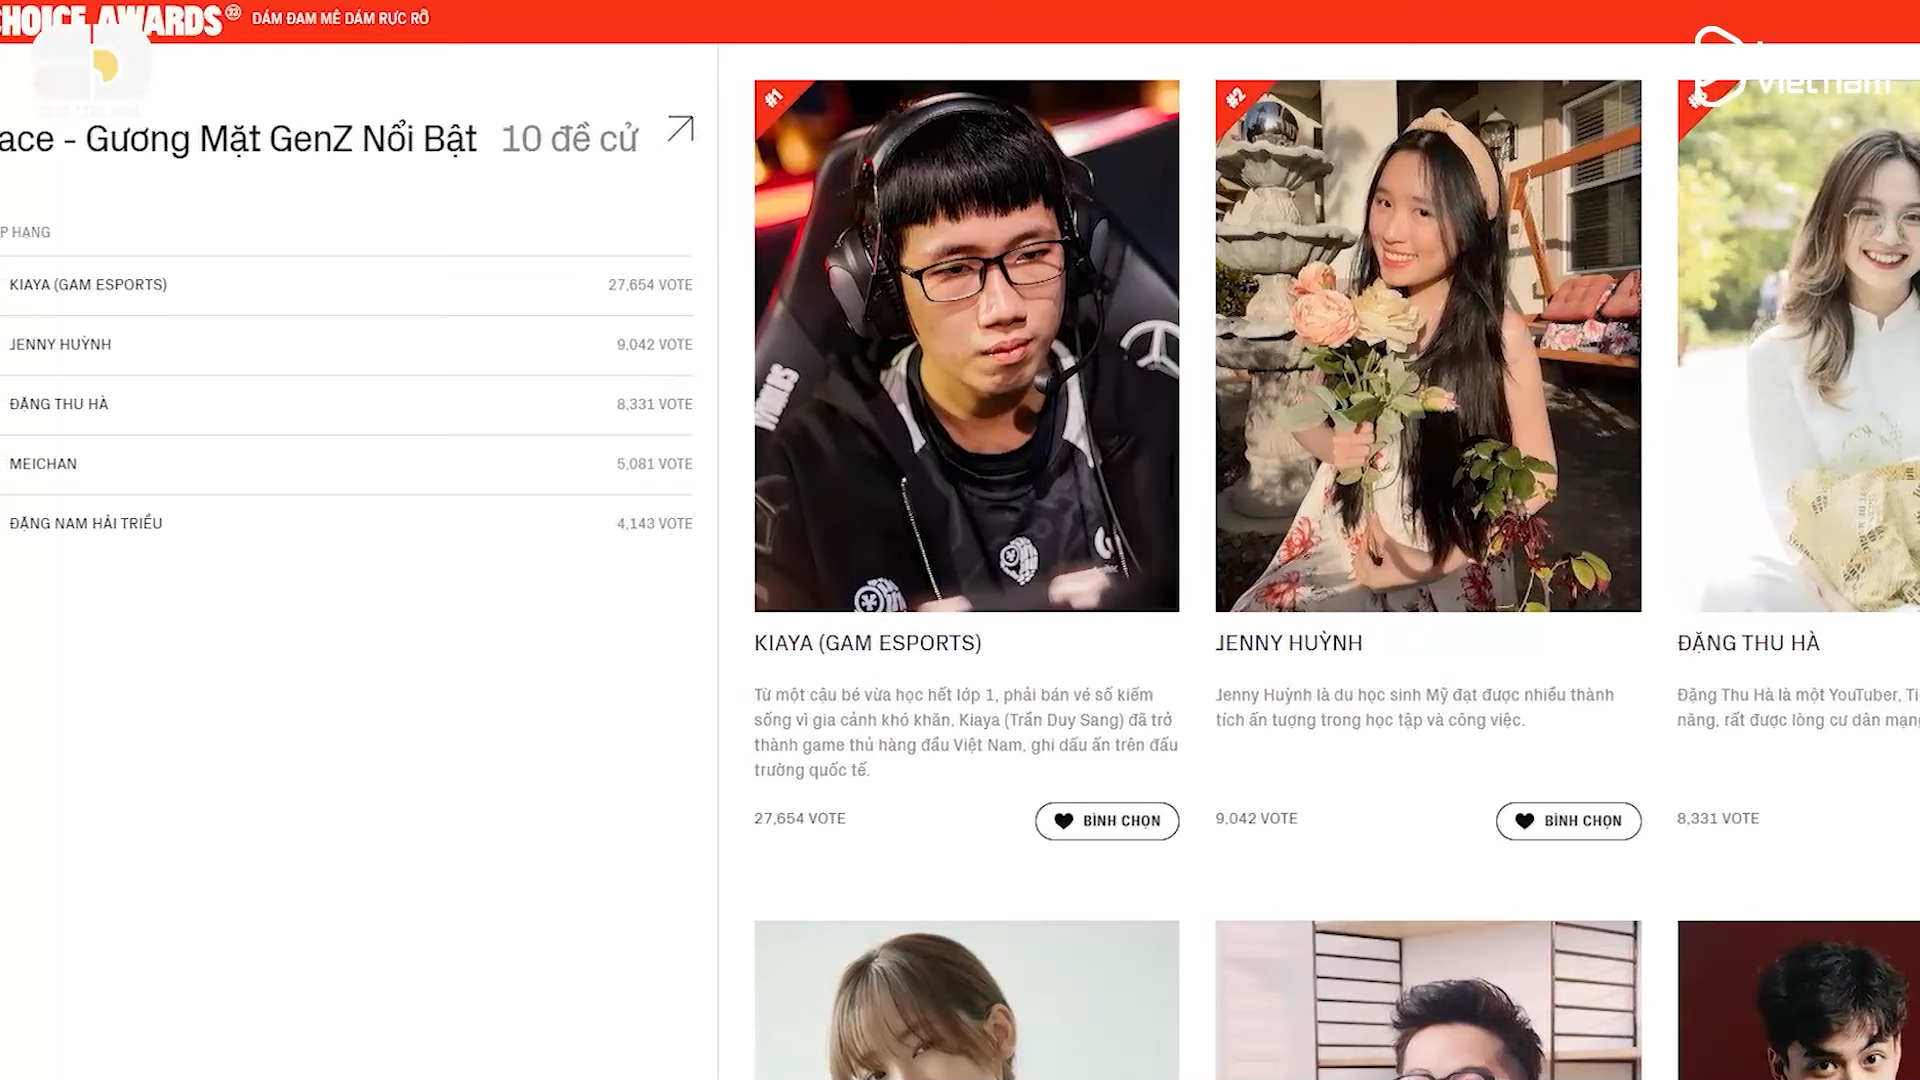 CHOICE AWARDS 23 DÁM ĐAM MÊ DÁM RỰC RỠ
Việt Nam
ace - Gương Mặt GenZ Nổi Bật 10 đề cử
P HẠNG
KIAYA (GAM ESPORTS) 27,654 VOTE
JENNY HUỲNH 9,042 VOTE
ĐẶNG THU HÀ 8,331 VOTE
MEICHAN 5,081 VOTE
ĐẶNG NAM HẢI TRIỀU 4,143 VOTE
#1
KIAYA (GAM ESPORTS)
Từ một cậu bé vừa học hết lớp 1, phải bán vé số kiếm
sống vì gia cảnh khó khăn, Kiaya (Trần Duy Sang) đã trở
thành game thủ hàng đầu Việt Nam, ghi dấu ấn trên đấu
trường quốc tế.
27,654 VOTE
BÌNH CHỌN
#2
JENNY HUỲNH
Jenny Huỳnh là du học sinh Mỹ đạt được nhiều thành
tích ấn tượng trong học tập và công việc.
9,042 VOTE
BÌNH CHỌN
ĐẶNG THU HÀ
Đặng Thu Hà là một YouTuber, Ti
năng, rất được lòng cư dân mạng
8,331 VOTE